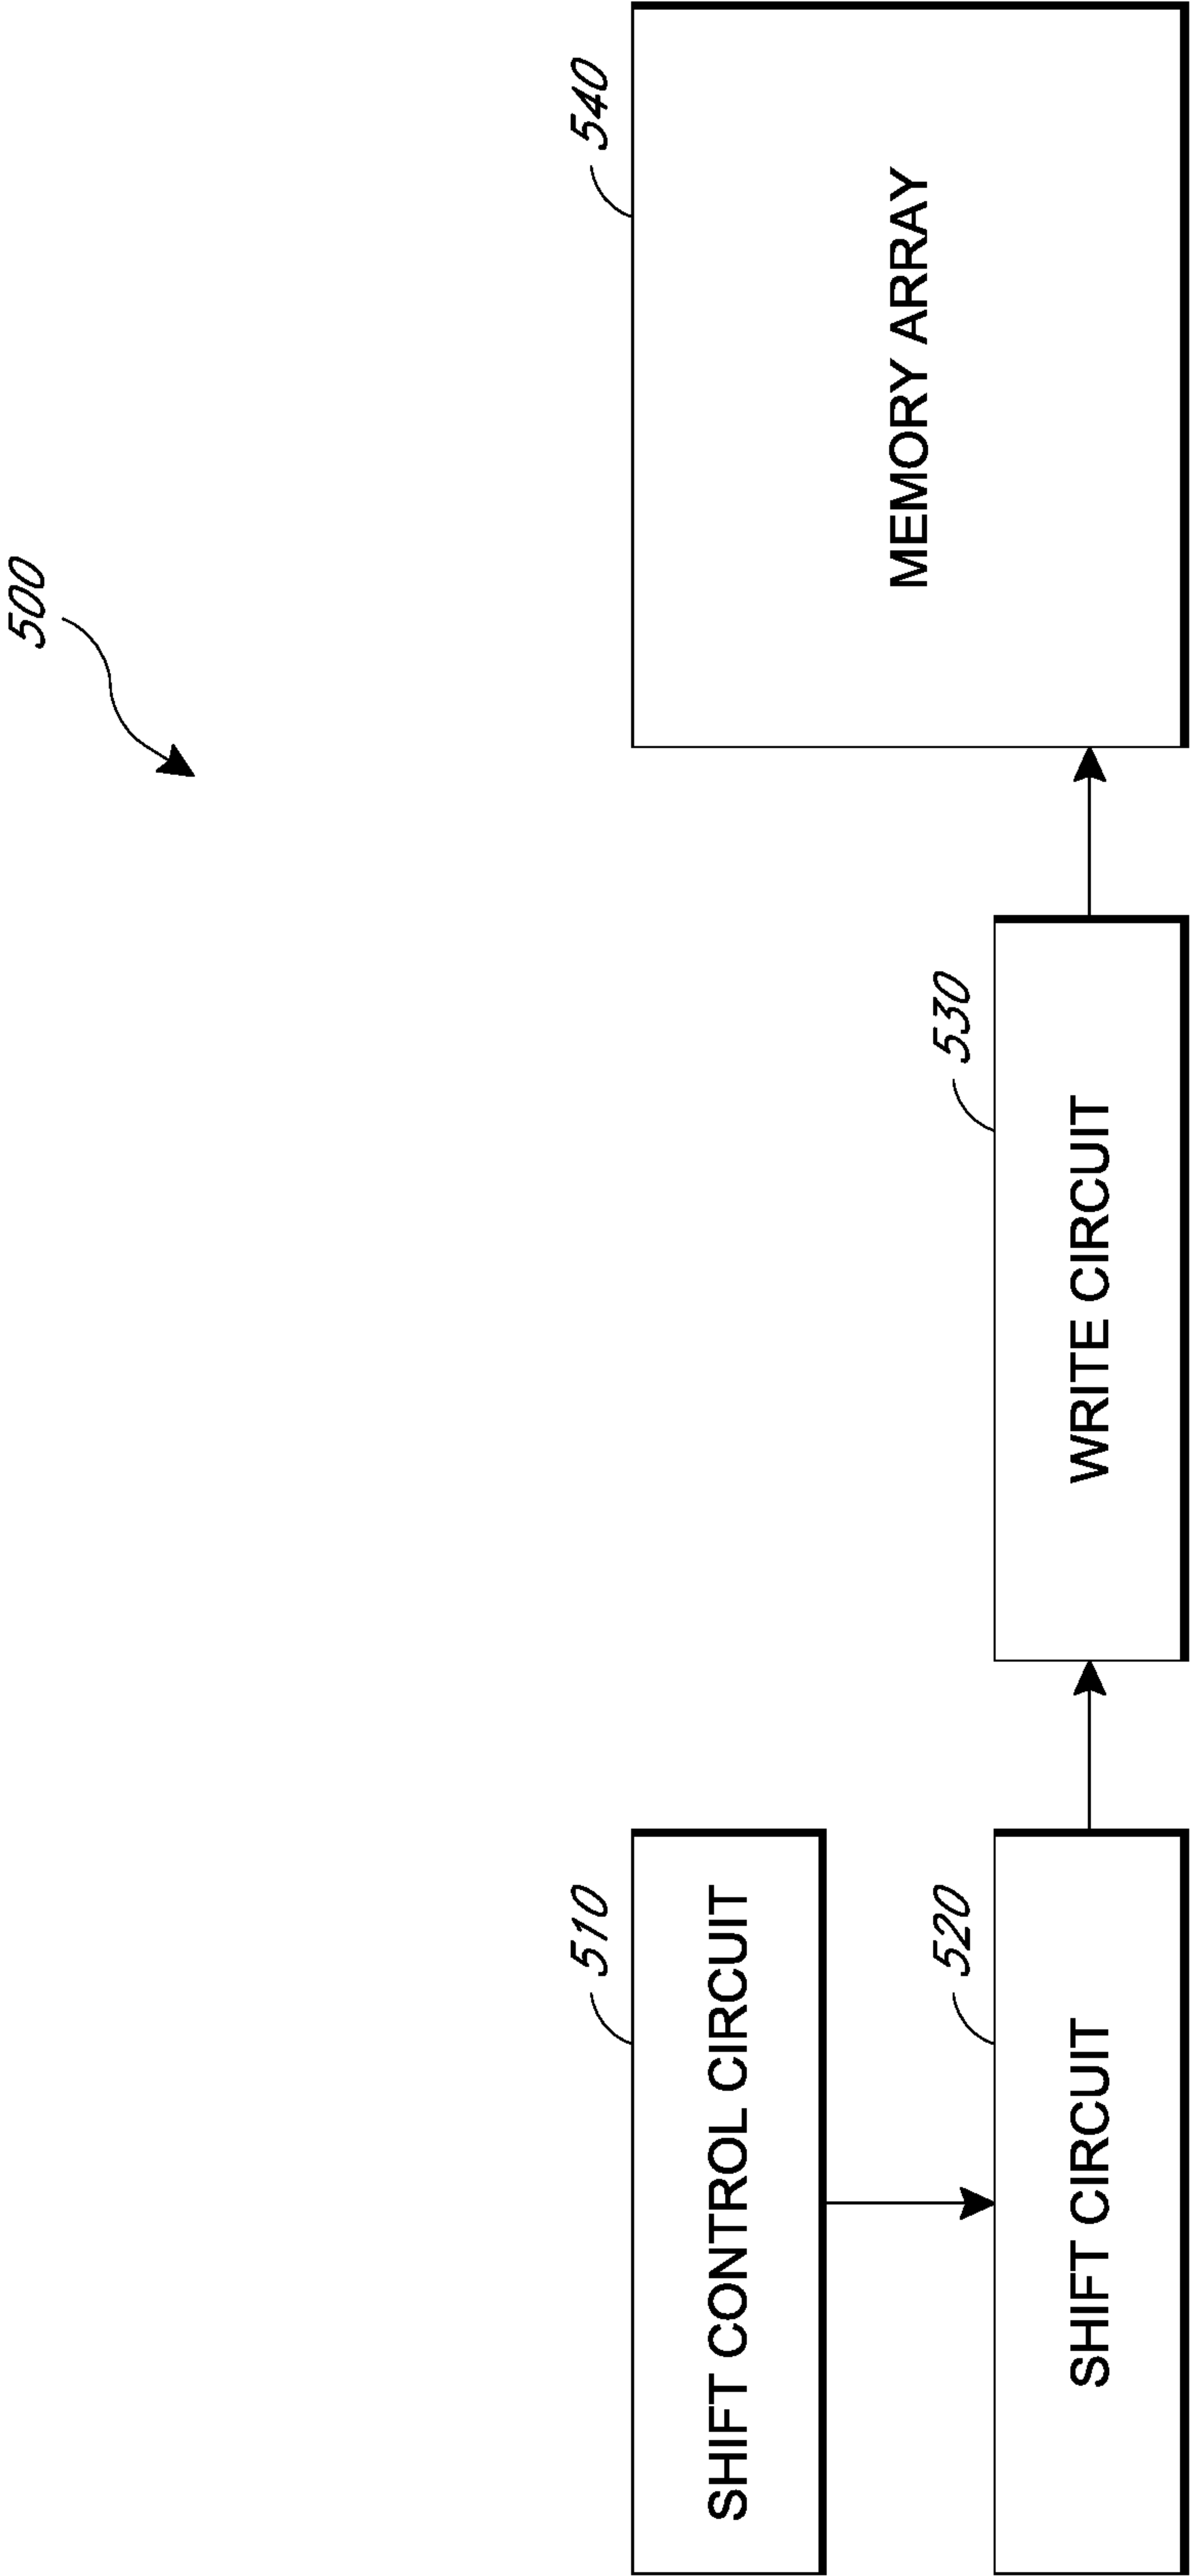 500
510
SHIFT CONTROL CIRCUIT
540
MEMORY ARRAY
520
SHIFT CIRCUIT
530
WRITE CIRCUIT